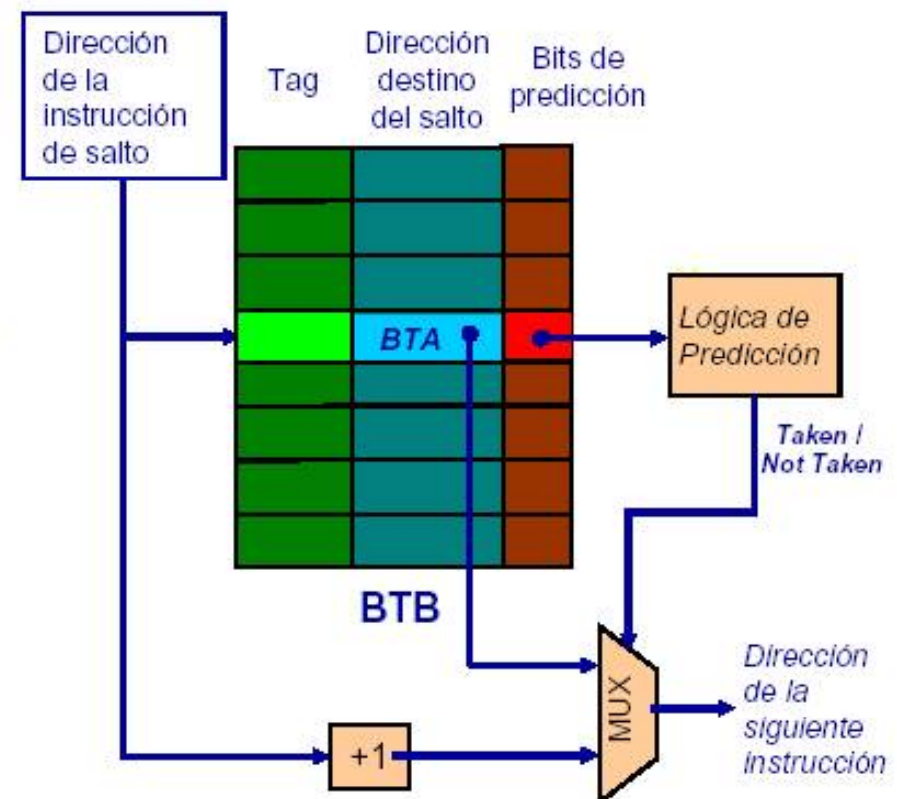 Dirección
de la
instrucción
de salto
Tag
Dirección
destino
del salto
Bits de
predicción
BTA
Lógica de
Predicción
Taken /
Not Taken
BTB
MUX
+1
Dirección
de la
siguiente
instrucción